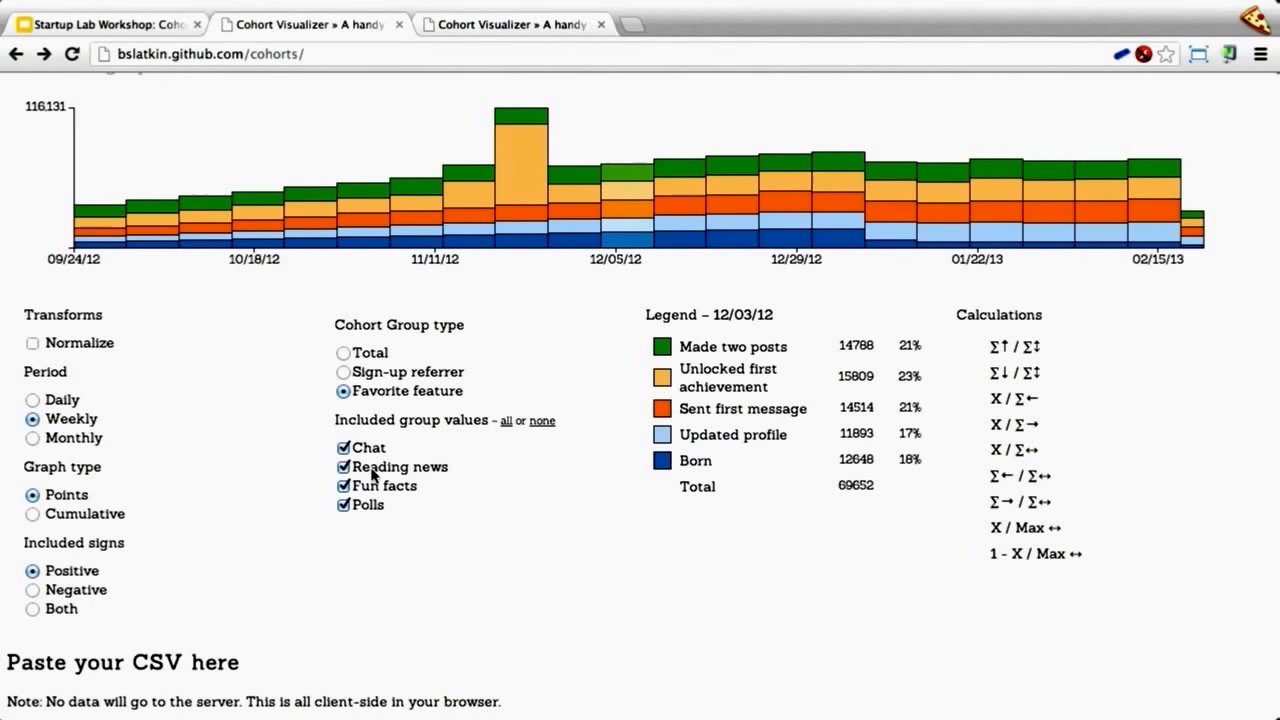 Startup Lab Workshop: Coho
Cohort Visualizer » A handy
Cohort Visualizer » A handy
bslatkin.github.com/cohorts/
116,131
09/24/12 10/18/12 11/11/12 12/05/12 12/29/12 01/22/13 02/15/13
Transforms
Normalize
Period
Daily
Weekly
Monthly
Graph type
Points
Cumulative
Included signs
Positive
Negative
Both
Cohort Group type
Total
Sign-up referrer
Favorite feature
Included group values - all or none
Chat
Reading news
Fun facts
Polls
Legend – 12/03/12
Made two posts 14788 21%
Unlocked first
achievement 15809 23%
Sent first message 14514 21%
Updated profile 11893 17%
Born 12648 18%
Total 69652
Calculations
Σ↑ / Σ↕
Σ↓ / Σ↕
X / Σ←
X / Σ→
X / Σ↔
Σ← / Σ↔
Σ→ / Σ↔
X / Max ↔
1 - X / Max ↔
Paste your CSV here
Note: No data will go to the server. This is all client-side in your browser.